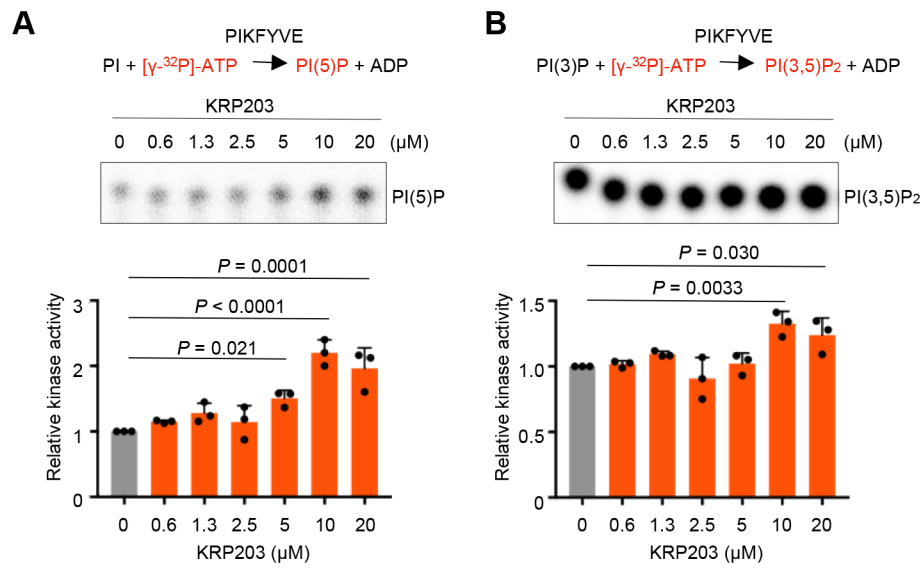 A
PIKFYVE
PI + [γ-³²P]-ATP → PI(5)P + ADP
KRP203
0 0.6 1.3 2.5 5 10 20 (μM)
PI(5)P
P = 0.0001
P < 0.0001
P = 0.021
Relative kinase activity
3
2
1
0
0 0.6 1.3 2.5 5 10 20
KRP203 (μM)
B
PIKFYVE
PI(3)P + [γ-³²P]-ATP → PI(3,5)P₂ + ADP
KRP203
0 0.6 1.3 2.5 5 10 20 (μM)
PI(3,5)P₂
P = 0.030
P = 0.0033
Relative kinase activity
1.5
1.0
0.5
0
0 0.6 1.3 2.5 5 10 20
KRP203 (μM)